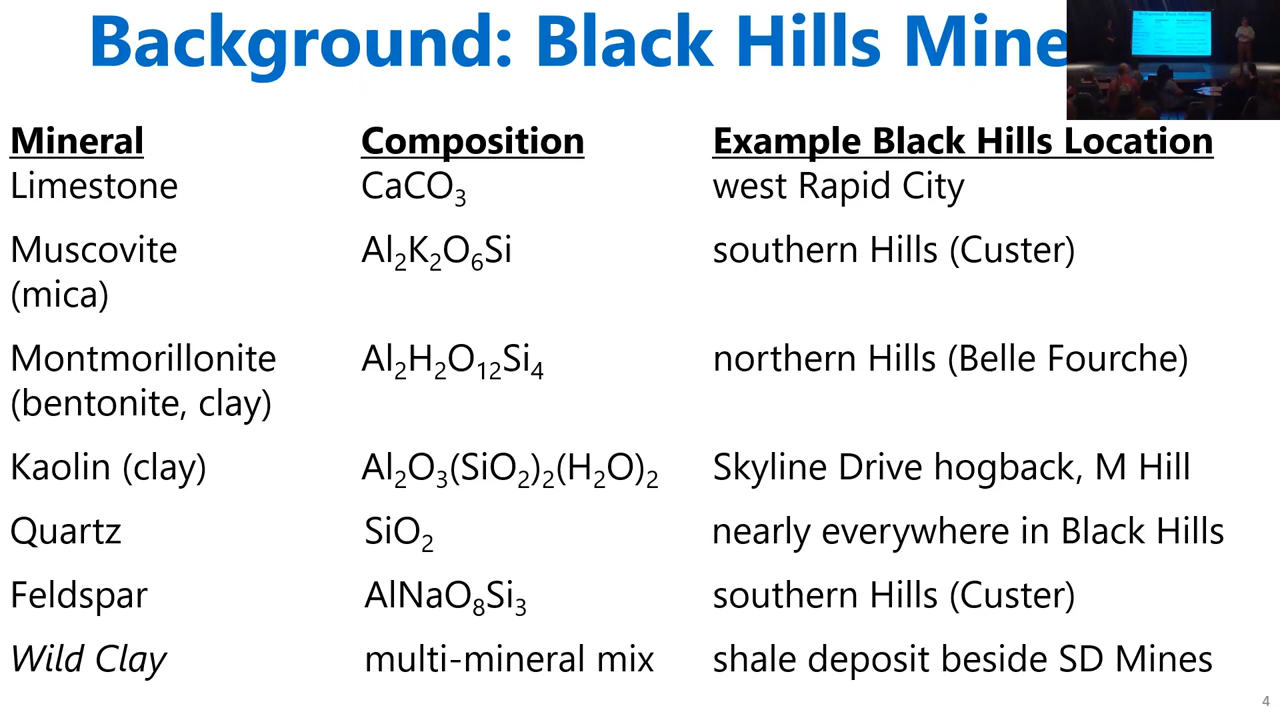 Background: Black Hills Mine
Mineral Composition Example Black Hills Location
Limestone CaCO₃ west Rapid City
Muscovite Al₂K₂O₆Si southern Hills (Custer)
(mica)
Montmorillonite Al₂H₂O₁₂Si₄ northern Hills (Belle Fourche)
(bentonite, clay)
Kaolin (clay) Al₂O₃(SiO₂)₂(H₂O)₂ Skyline Drive hogback, M Hill
Quartz SiO₂ nearly everywhere in Black Hills
Feldspar AlNaO₈Si₃ southern Hills (Custer)
Wild Clay multi-mineral mix shale deposit beside SD Mines
4